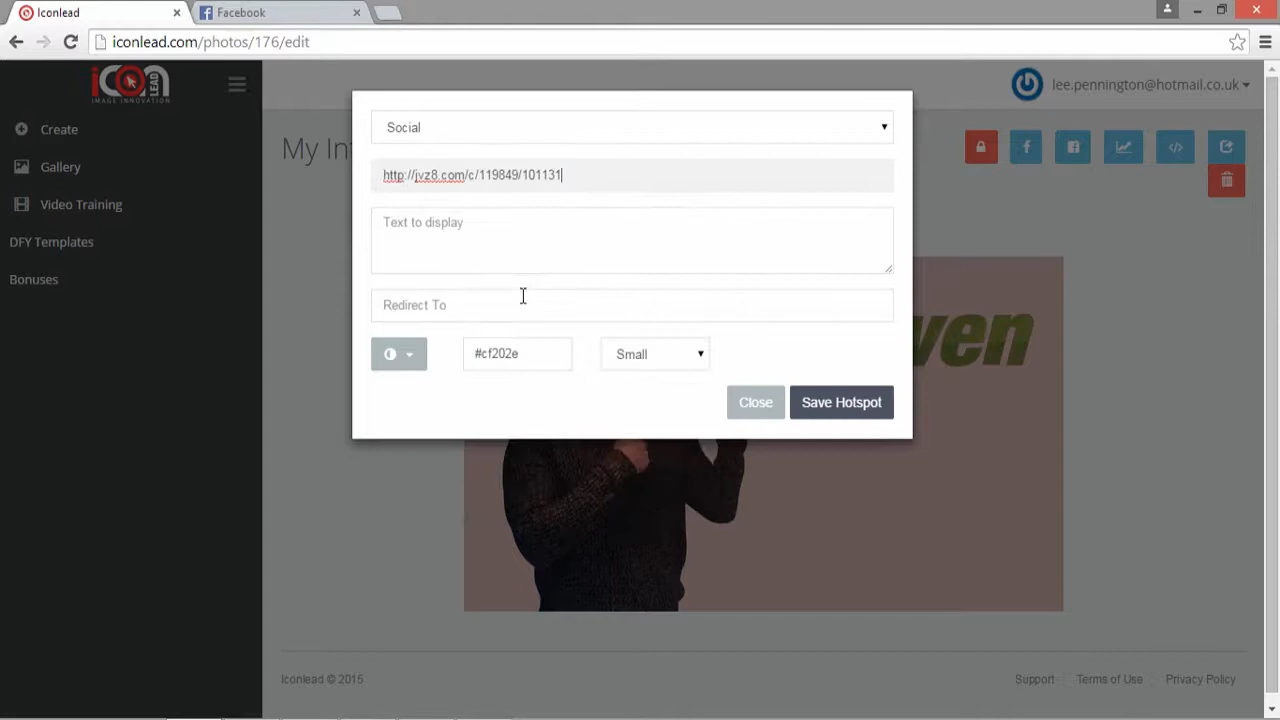 Iconlead
Facebook
iconlead.com/photos/176/edit
iCON
LEAD
IMAGE INNOVATION
lee.pennington@hotmail.co.uk
Create
Gallery
Video Training
DFY Templates
Bonuses
My In
Social
http://jvz8.com/c/119849/101131
Text to display
Redirect To
#cf202e
Small
Close
Save Hotspot
ven
Iconlead © 2015
Support
Terms of Use
Privacy Policy